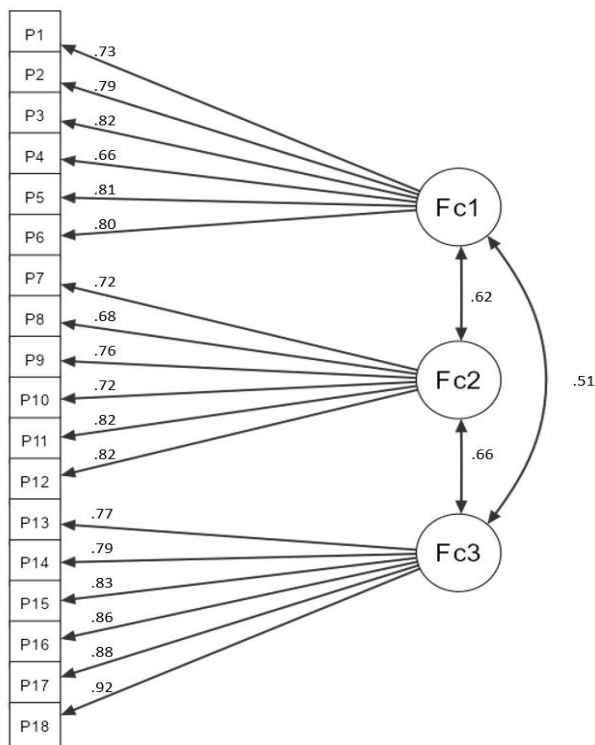 P1
.73
P2
.79
P3
.82
P4
.66
P5
.81
P6
.80
Fc1
P7
.72
.62
P8
.68
P9
.76
Fc2
.51
P10
.72
P11
.82
P12
.82
.66
P13
.77
P14
.79
Fc3
P15
.83
P16
.86
P17
.88
P18
.92